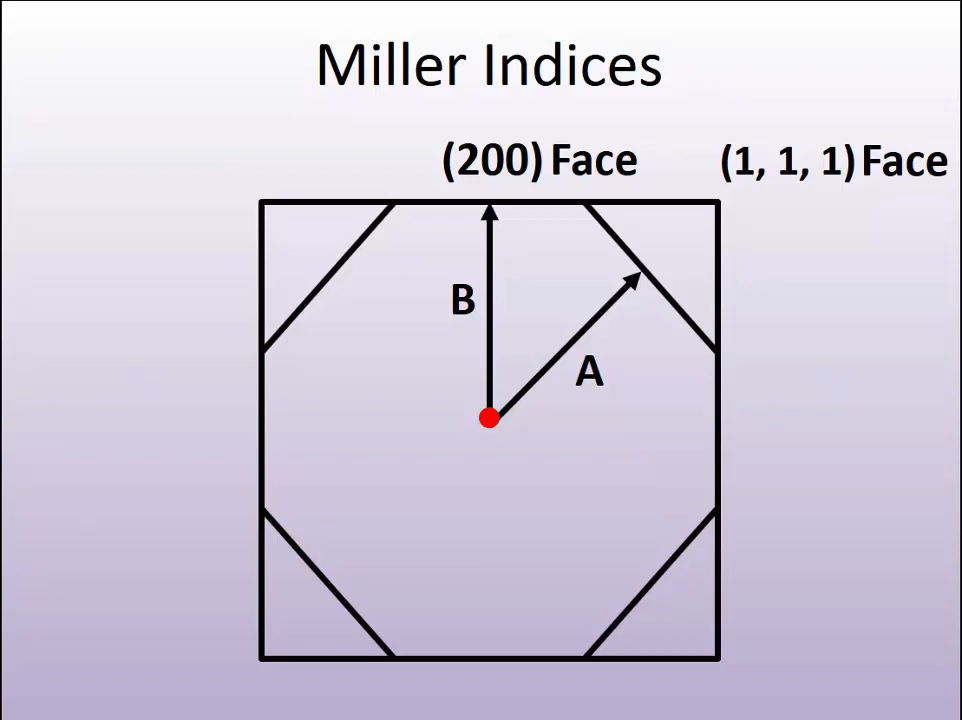 Miller Indices
(200) Face (1, 1, 1) Face
B
A